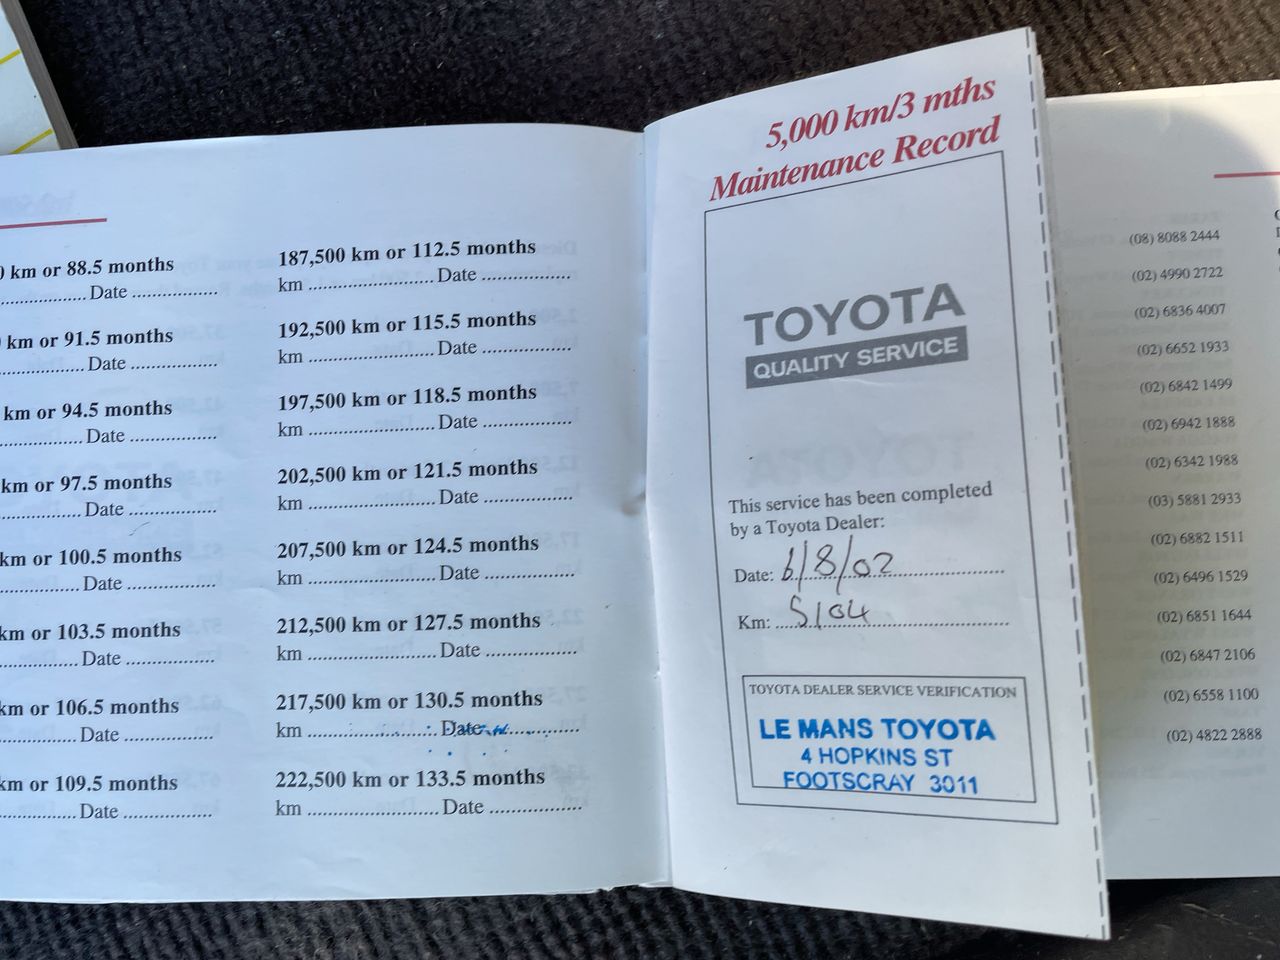 0 km or 88.5 months
.................. Date ..................
km or 91.5 months
.................. Date ..................
km or 94.5 months
.................. Date ..................
km or 97.5 months
.................. Date ..................
km or 100.5 months
.................. Date ..................
km or 103.5 months
.................. Date ..................
km or 106.5 months
.................. Date ..................
km or 109.5 months
.................. Date ..................
187,500 km or 112.5 months
km ......................... Date ..................
192,500 km or 115.5 months
km ......................... Date ..................
197,500 km or 118.5 months
km ......................... Date ..................
202,500 km or 121.5 months
km ......................... Date ..................
207,500 km or 124.5 months
km ......................... Date ..................
212,500 km or 127.5 months
km ......................... Date ..................
217,500 km or 130.5 months
km ......................... Date ..................
222,500 km or 133.5 months
km ......................... Date ..................
5,000 km/3 mths
Maintenance Record
TOYOTA
QUALITY SERVICE
This service has been completed
by a Toyota Dealer:
Date: 6/8/02
Km: 5104
TOYOTA DEALER SERVICE VERIFICATION
LE MANS TOYOTA
4 HOPKINS ST
FOOTSCRAY 3011
(08) 8088 2444
(02) 4990 2722
(02) 6836 4007
(02) 6652 1933
(02) 6842 1499
(02) 6942 1888
(02) 6342 1988
(03) 5881 2933
(02) 6882 1511
(02) 6496 1529
(02) 6851 1644
(02) 6847 2106
(02) 6558 1100
(02) 4822 2888